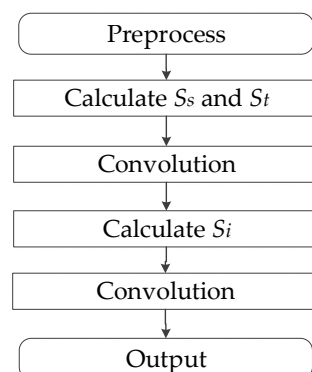 Preprocess
Calculate Ss and St
Convolution
Calculate Si
Convolution
Output